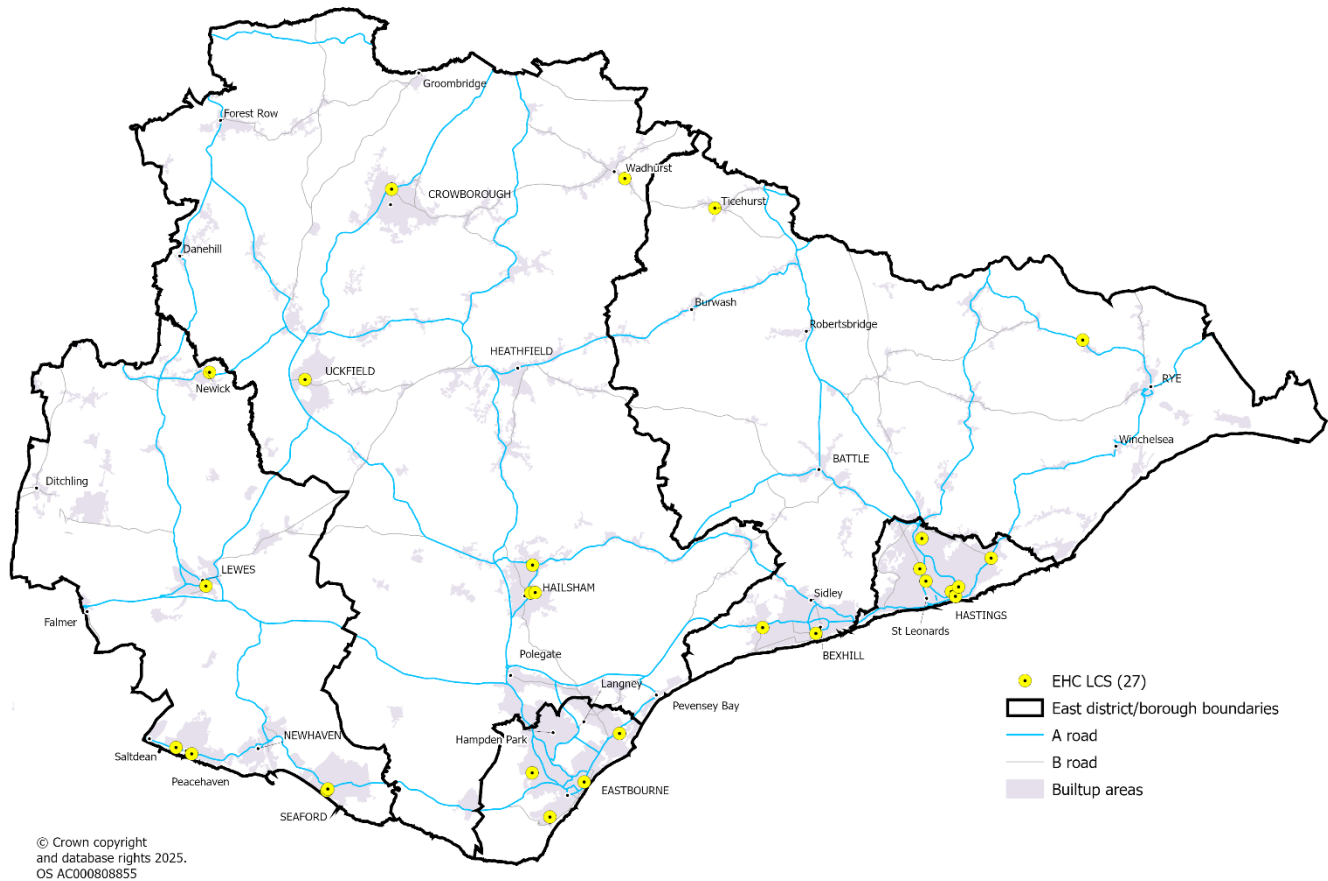 Groombridge
Forest Row
Wadhurst
CROWBOROUGH
Ticehurst
Danehill
Burwash
Robertsbridge
HEATHFIELD
UCKFIELD
Newick
RYE
Winchelsea
BATTLE
Ditchling
LEWES
HAILSHAM
Sidley
HASTINGS
St Leonards
Falmer
BEXHILL
Polegate
Langney
Pevensey Bay
NEWHAVEN
Hampden Park
Saltdean
Peacehaven
EASTBOURNE
SEAFORD
EHC LCS (27)
East district/borough boundaries
A road
B road
Builtup areas
© Crown copyright
and database rights 2025.
OS AC000808855